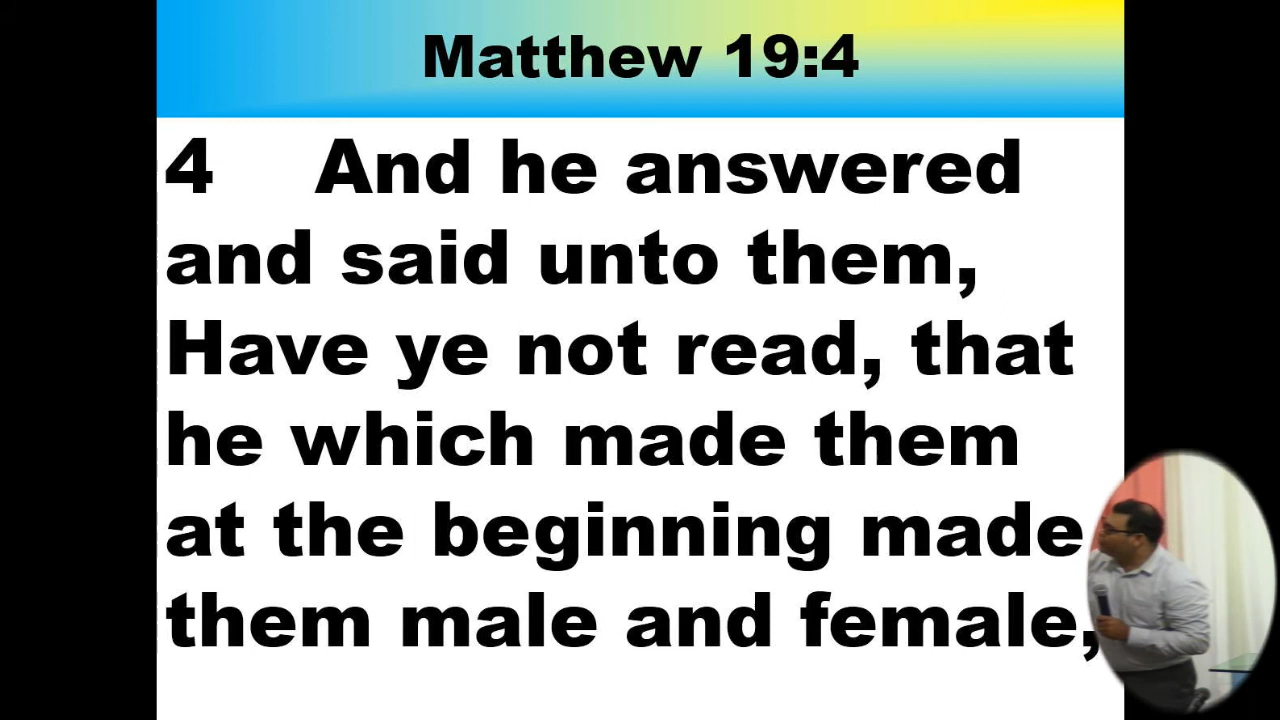 Matthew 19:4
4 And he answered
and said unto them,
Have ye not read, that
he which made them
at the beginning made
them male and female,